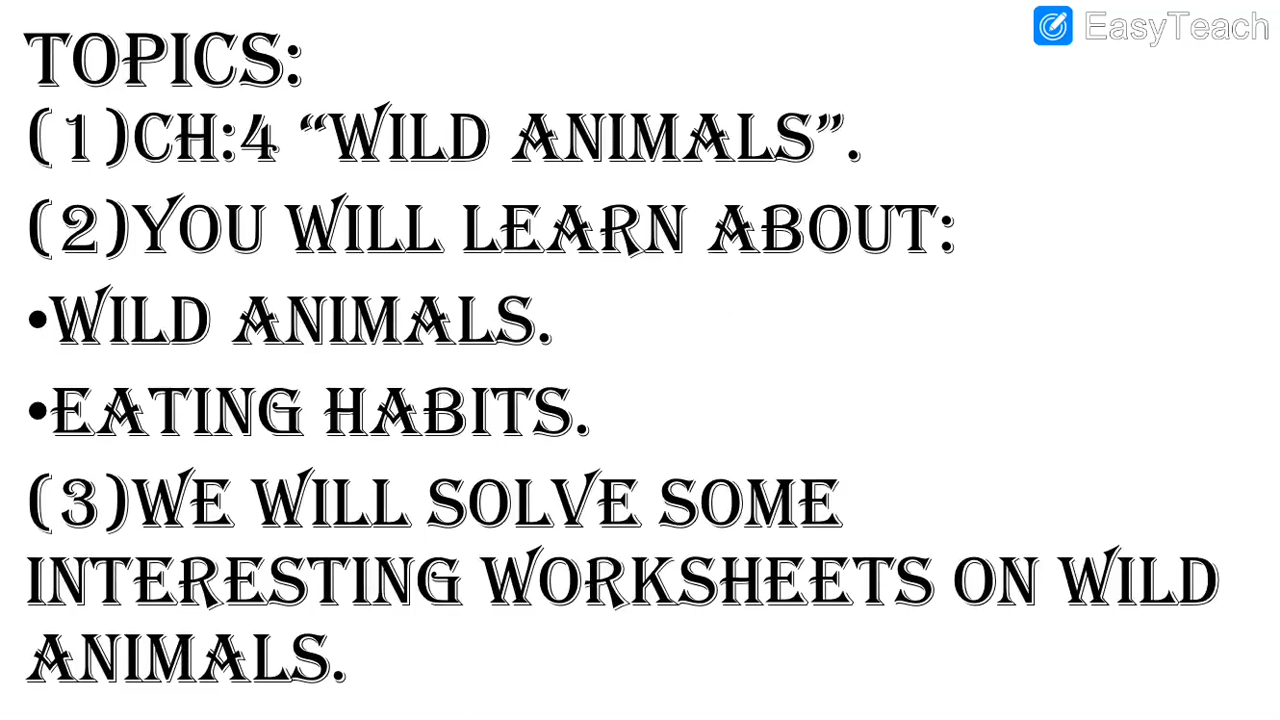 EasyTeach
TOPICS:
(1)CH:4 “WILD ANIMALS”.
(2)YOU WILL LEARN ABOUT:
•WILD ANIMALS.
•EATING HABITS.
(3)WE WILL SOLVE SOME
INTERESTING WORKSHEETS ON WILD
ANIMALS.